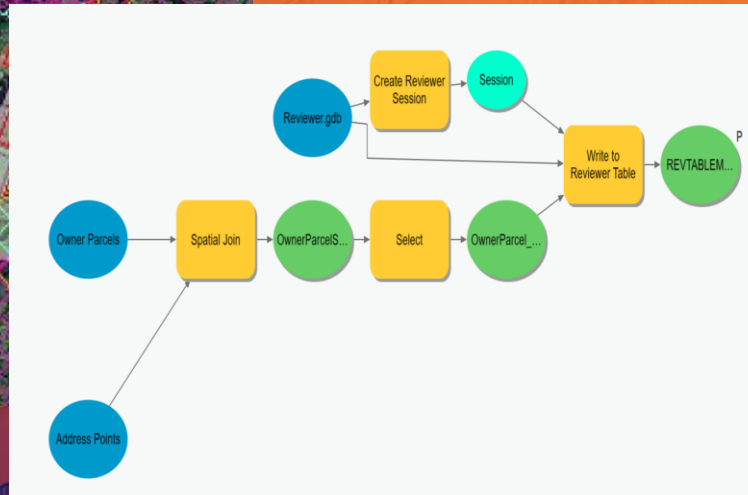 Create Reviewer
Session
Session
Reviewer.gdb
Write to
Reviewer Table
P
REVTABLEM...
Owner Parcels
Spatial Join
OwnerParcelS...
Select
OwnerParcel_...
Address Points